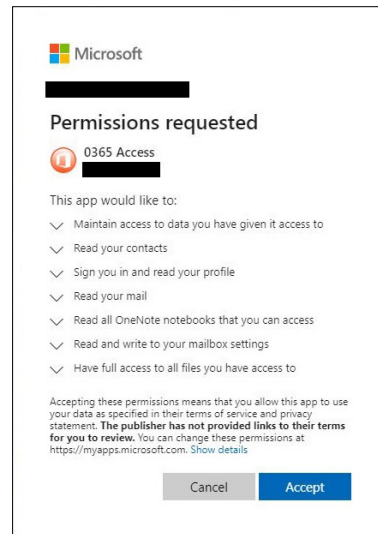 Microsoft
Permissions requested
0365 Access
This app would like to:
Maintain access to data you have given it access to
Read your contacts
Sign you in and read your profile
Read your mail
Read all OneNote notebooks that you can access
Read and write to your mailbox settings
Have full access to all files you have access to
Accepting these permissions means that you allow this app to use
your data as specified in their terms of service and privacy
statement. The publisher has not provided links to their terms
for you to review. You can change these permissions at
https://myapps.microsoft.com. Show details
Cancel
Accept